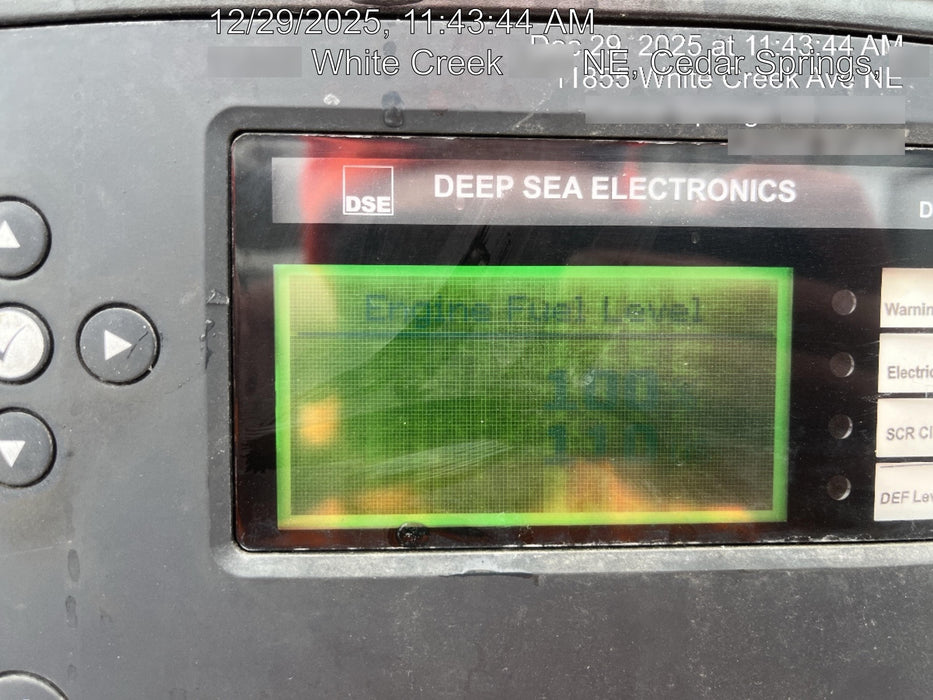 12/29/2025, 11:43:44 AM
Dec 29, 2025 at 11:43:44 AM
White Creek NE, Cedar Springs,
11855 White Creek Ave NE
DSE
DEEP SEA ELECTRONICS
D
Engine Fuel Level
100%
110%
Warnin
Electric
SCR Cl
DEF Lev